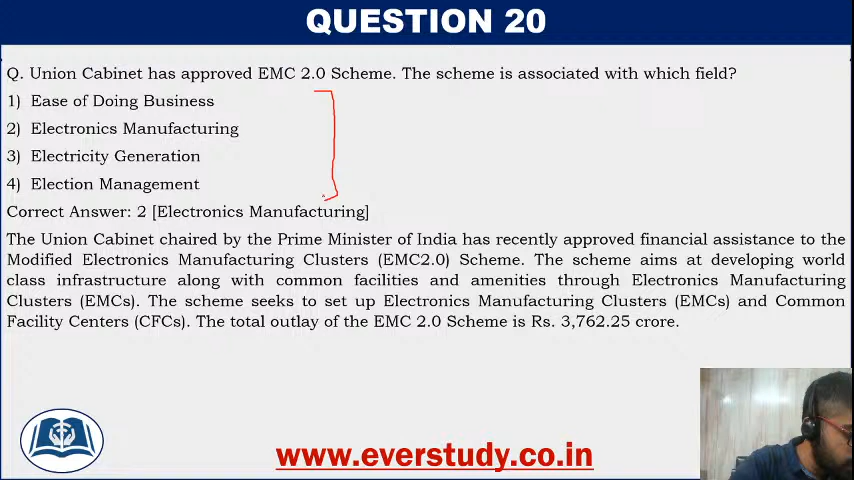 QUESTION 20
Q. Union Cabinet has approved EMC 2.0 Scheme. The scheme is associated with which field?
1) Ease of Doing Business
2) Electronics Manufacturing
3) Electricity Generation
4) Election Management
Correct Answer: 2 [Electronics Manufacturing]
The Union Cabinet chaired by the Prime Minister of India has recently approved financial assistance to the
Modified Electronics Manufacturing Clusters (EMC2.0) Scheme. The scheme aims at developing world
class infrastructure along with common facilities and amenities through Electronics Manufacturing
Clusters (EMCs). The scheme seeks to set up Electronics Manufacturing Clusters (EMCs) and Common
Facility Centers (CFCs). The total outlay of the EMC 2.0 Scheme is Rs. 3,762.25 crore.
www.everstudy.co.in